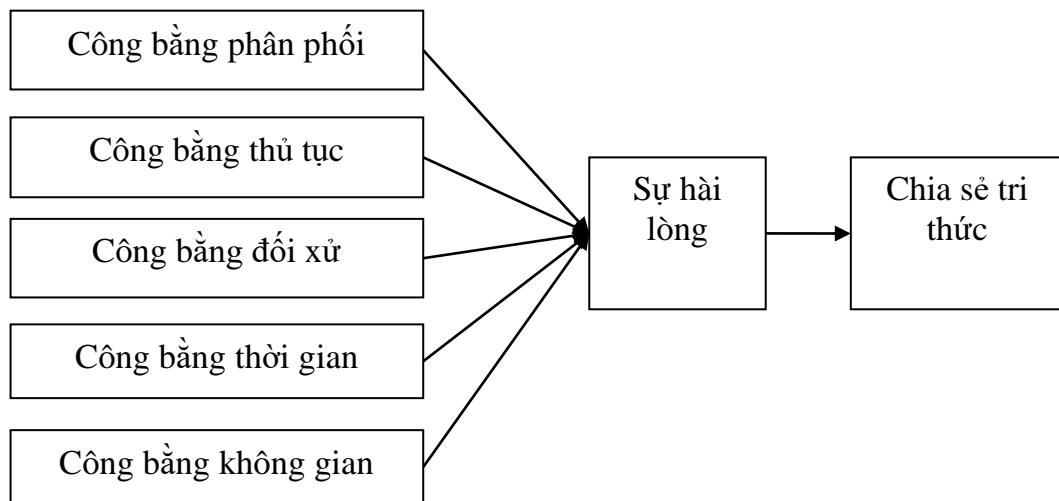 Công bằng phân phối
Công bằng thủ tục
Công bằng đối xử
Công bằng thời gian
Công bằng không gian
Sự hài
lòng
Chia sẻ tri
thức